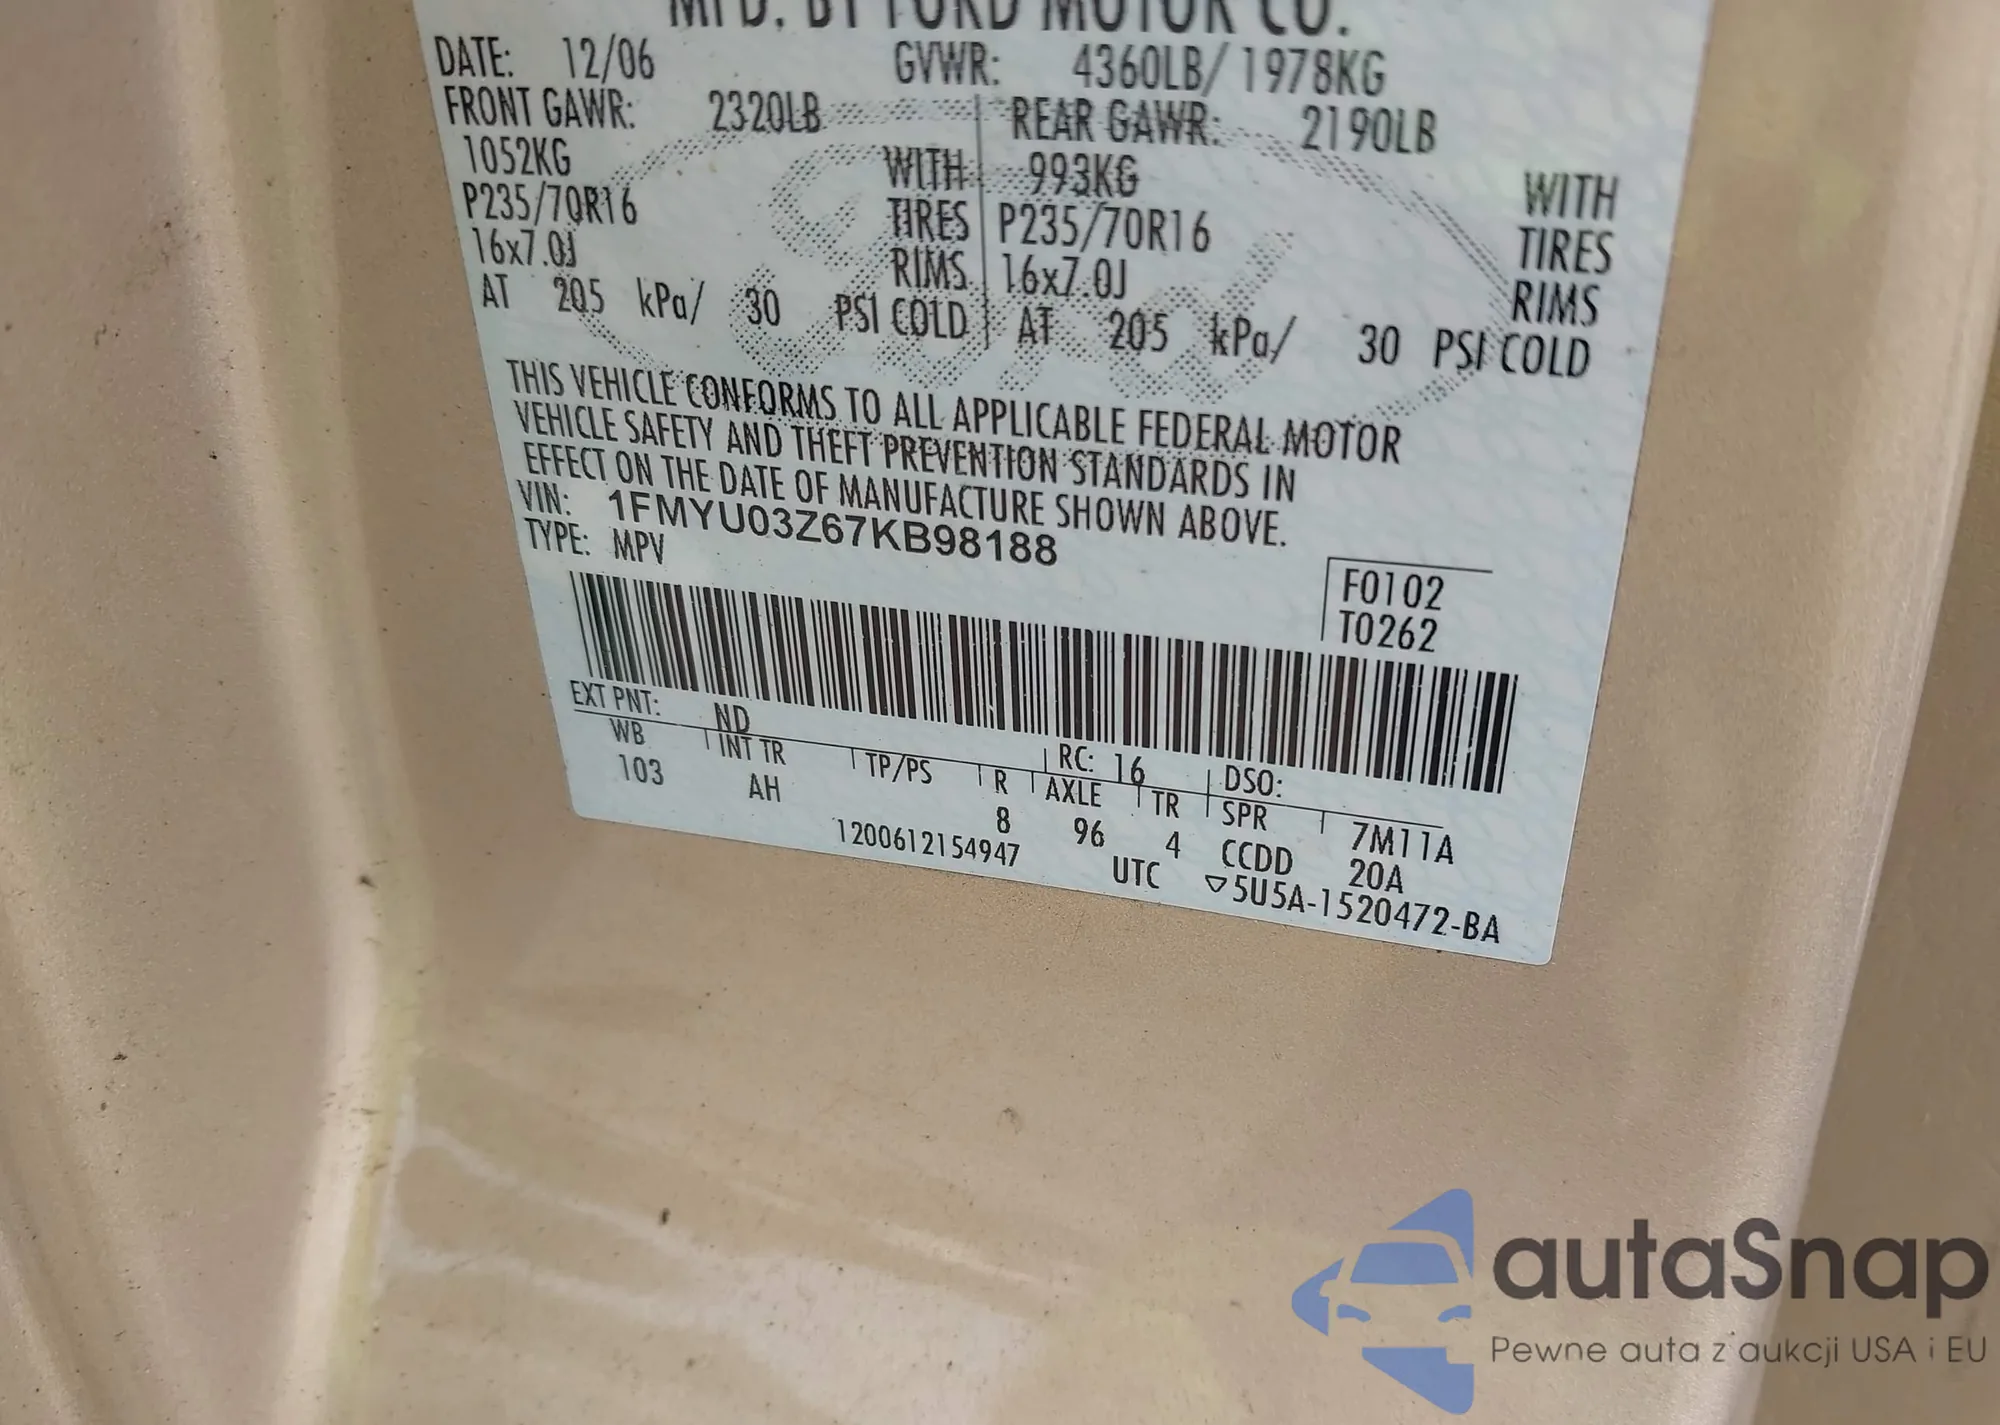 MFD. BY FORD MOTOR CO.
DATE: 12/06 GVWR: 4360LB/ 1978KG
FRONT GAWR: 2320LB REAR GAWR: 2190LB
1052KG WITH 993KG WITH
P235/70R16 TIRES P235/70R16 TIRES
16x7.0J RIMS 16x7.0J RIMS
AT 205 kPa/ 30 PSI COLD AT 205 kPa/ 30 PSI COLD
THIS VEHICLE CONFORMS TO ALL APPLICABLE FEDERAL MOTOR
VEHICLE SAFETY AND THEFT PREVENTION STANDARDS IN
EFFECT ON THE DATE OF MANUFACTURE SHOWN ABOVE.
VIN: 1FMYU03Z67KB98188
TYPE: MPV
F0102
T0262
EXT PNT: ND RC: 16 DSO:
WB INT TR TP/PS R AXLE TR SPR 7M11A
103 AH 8 96 4 CCDD 20A
1200612154947 UTC ▽5U5A-1520472-BA
Ford
autaSnap
Pewne auta z aukcji USA i EU